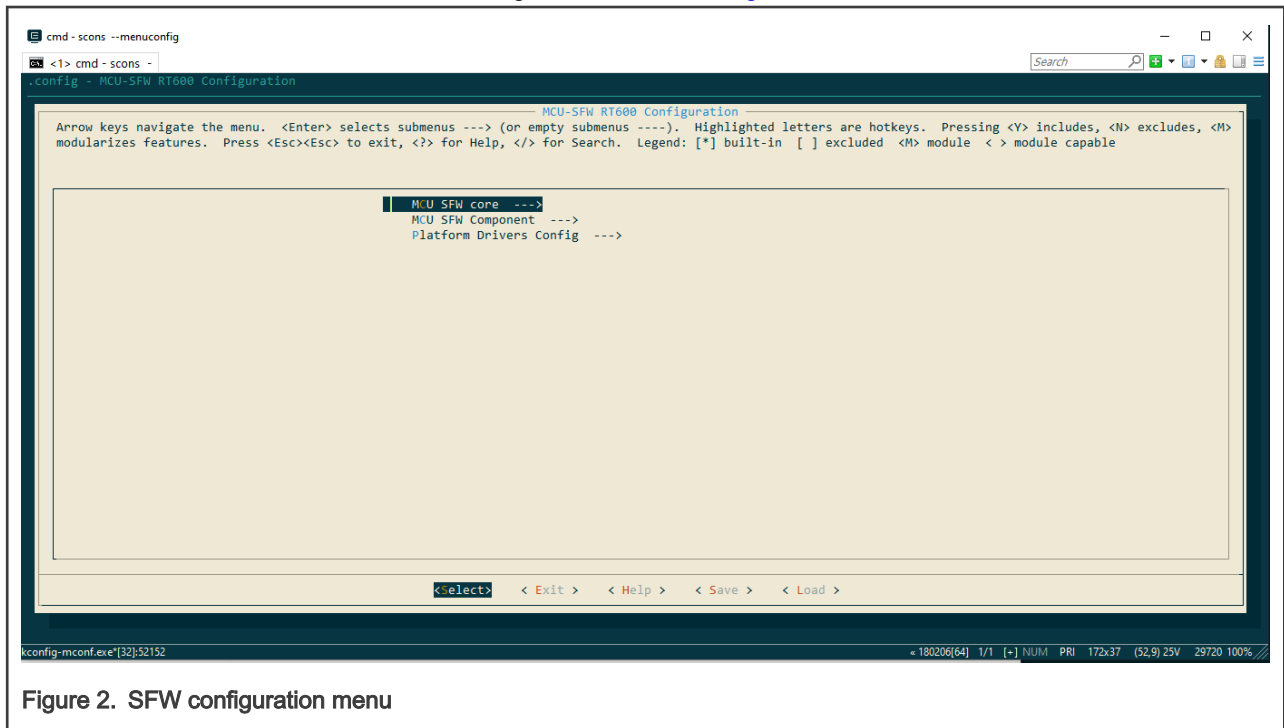 cmd - scons --menuconfig
<1> cmd - scons -
Search
.config - MCU-SFW RT600 Configuration
MCU-SFW RT600 Configuration
Arrow keys navigate the menu.  <Enter> selects submenus ---> (or empty submenus ----).  Highlighted letters are hotkeys.  Pressing <Y> includes, <N> excludes, <M>
modularizes features.  Press <Esc><Esc> to exit, <?> for Help, </> for Search.  Legend: [*] built-in  [ ] excluded  <M> module  < > module capable
MCU SFW core  --->
MCU SFW Component  --->
Platform Drivers Config  --->
<Select>    < Exit >    < Help >    < Save >    < Load >
kconfig-mconf.exe*[32]:52152
« 180206[64]  1/1  [+] NUM  PRI  172x37  (52,9) 25V  29720 100%
Figure 2.  SFW configuration menu